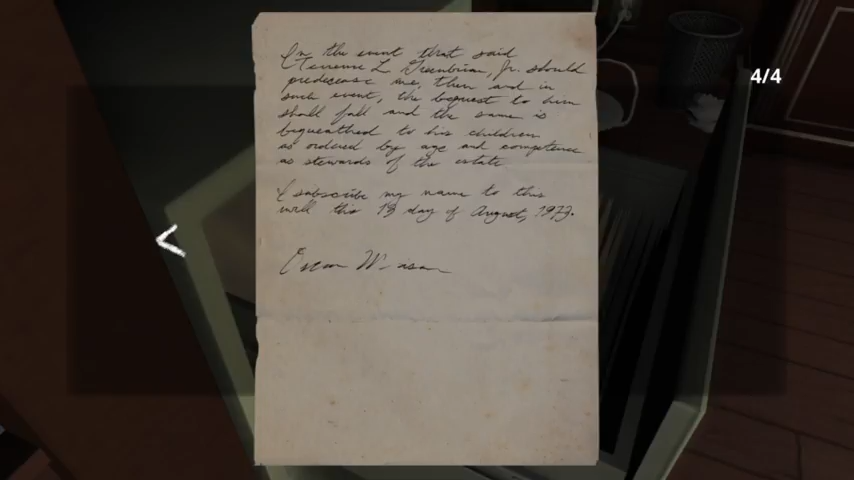 In the event that said
Terrence L. Greenbriar, Jr. should
predecease me, then and in
such event, the bequest to him
shall fall and the same is
bequeathed to his children
as ordered by age and competence
as stewards of the estate
I subscribe my name to this
will this 13 day of August, 1973.
Oscar
4/4